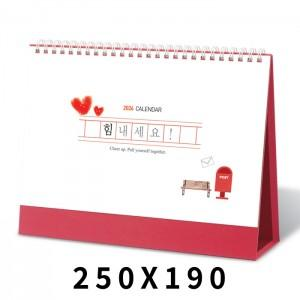 2026 CALENDAR
힘내세요!
Cheer up. Pull yourself together.
POST
250X190